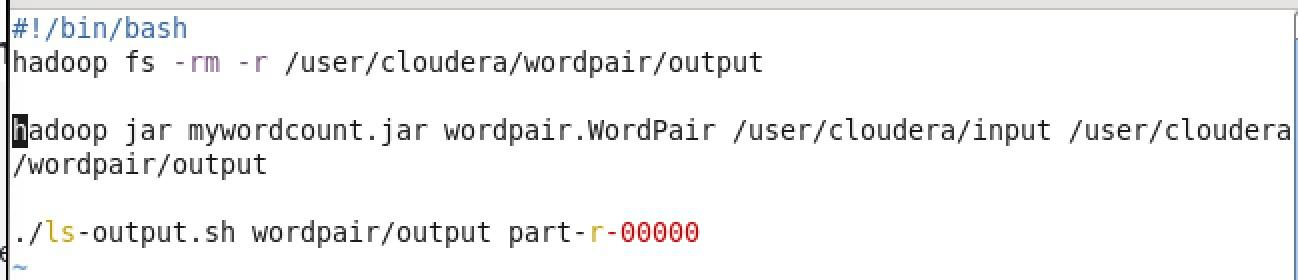 #!/bin/bash
hadoop fs -rm -r /user/cloudera/wordpair/output
hadoop jar mywordcount.jar wordpair.WordPair /user/cloudera/input /user/cloudera
/wordpair/output
./ls-output.sh wordpair/output part-r-00000
~